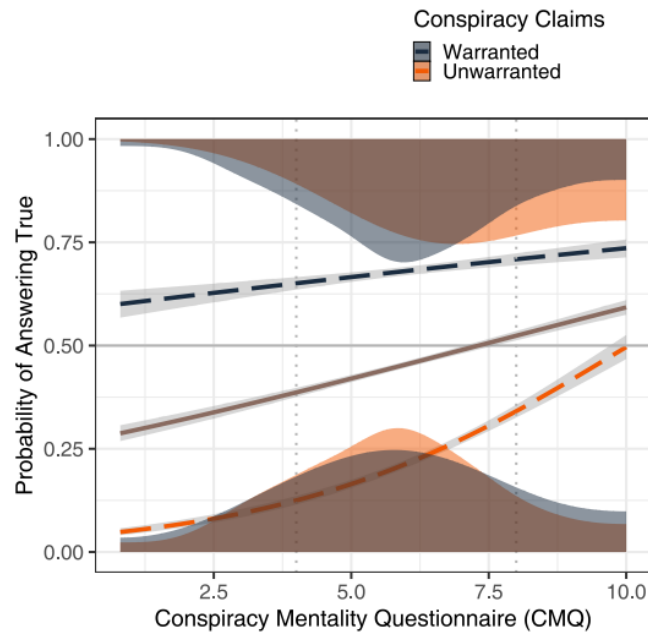 Conspiracy Claims
Warranted
Unwarranted
1.00
0.75
0.50
0.25
0.00
Probability of Answering True
2.5 5.0 7.5 10.0
Conspiracy Mentality Questionnaire (CMQ)